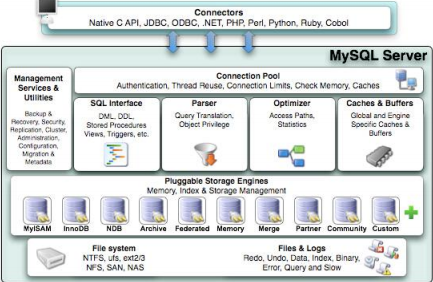 Connectors
Native C API, JDBC, ODBC, .NET, PHP, Perl, Python, Ruby, Cobol
MySQL Server
Management
Services &
Utilities
Backup &
Recovery, Security,
Replication, Cluster,
Administration,
Configuration,
Migration &
Metadata
Connection Pool
Authentication, Thread Reuse, Connection Limits, Check Memory, Caches
SQL Interface
DML, DDL,
Stored Procedures
Views, Triggers, etc.
Parser
Query Translation,
Object Privilege
Optimizer
Access Paths,
Statistics
Caches & Buffers
Global and Engine
Specific Caches &
Buffers
Pluggable Storage Engines
Memory, Index & Storage Management
MyISAM
InnoDB
NDB
Archive
Federated
Memory
Merge
Partner
Community
Custom
File system
NTFS, ufs, ext2/3
NFS, SAN, NAS
Files & Logs
Redo, Undo, Data, Index, Binary,
Error, Query and Slow